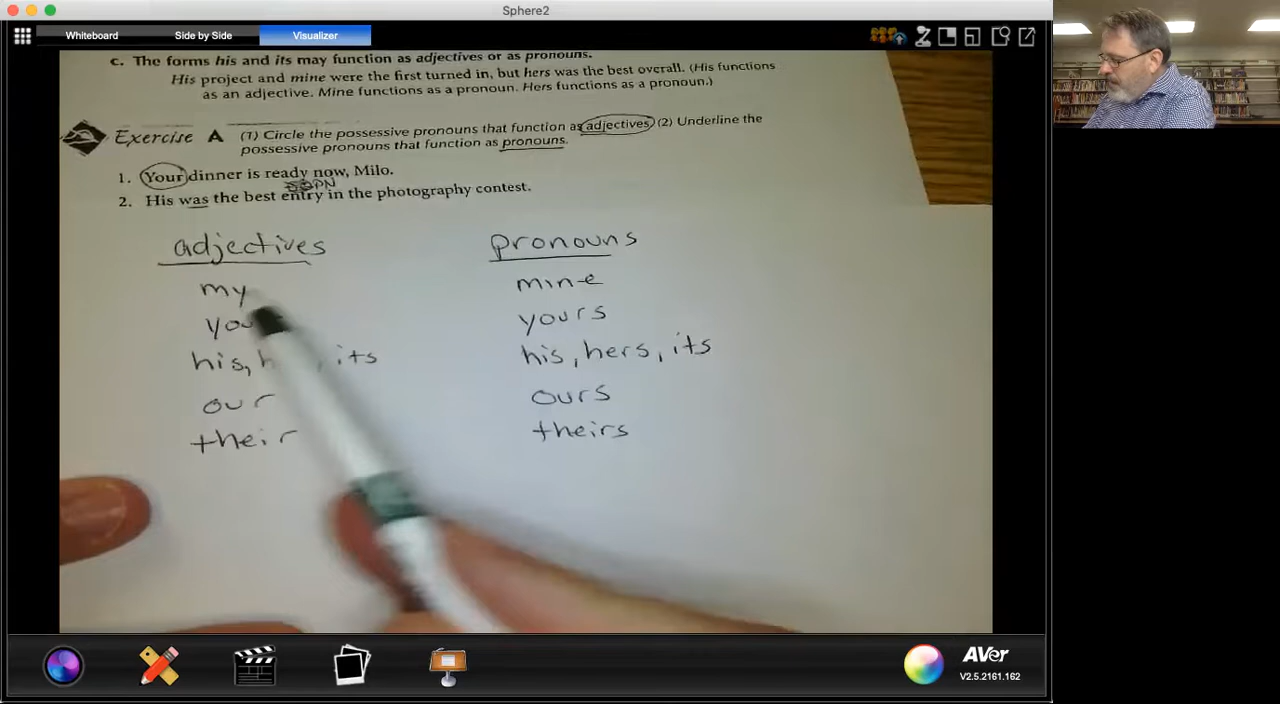 Sphere2
Whiteboard Side by Side Visualizer
c. The forms his and its may function as adjectives or as pronouns.
His project and mine were the first turned in, but hers was the best overall. (His functions
as an adjective. Mine functions as a pronoun. Hers functions as a pronoun.)
Exercise A (1) Circle the possessive pronouns that function as adjectives. (2) Underline the
possessive pronouns that function as pronouns.
1. Your dinner is ready now, Milo.
PN
2. His was the best entry in the photography contest.
adjectives pronouns
my mine
you yours
his, h , its his, hers, its
our ours
their theirs
AVer
V2.5.2161.162